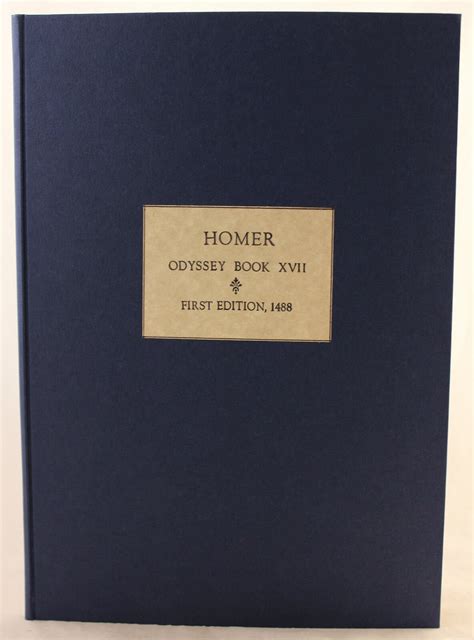 HOMER
ODYSSEY BOOK XVII
FIRST EDITION, 1488